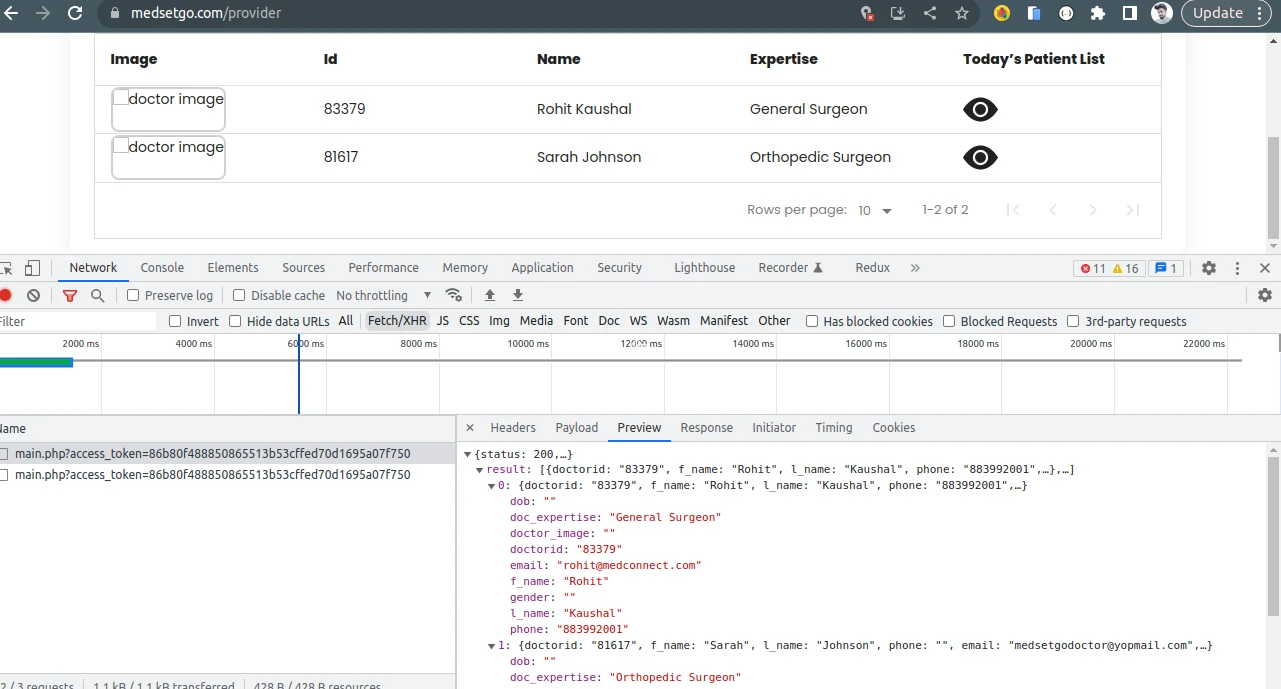 medsetgo.com/provider
Update
Image Id Name Expertise Today's Patient List
doctor image 83379 Rohit Kaushal General Surgeon
doctor image 81617 Sarah Johnson Orthopedic Surgeon
Rows per page: 10 1-2 of 2
Network Console Elements Sources Performance Memory Application Security Lighthouse Recorder Redux » 11 16 1
Preserve log Disable cache No throttling
Filter Invert Hide data URLs All Fetch/XHR JS CSS Img Media Font Doc WS Wasm Manifest Other Has blocked cookies Blocked Requests 3rd-party requests
2000 ms 4000 ms 6000 ms 8000 ms 10000 ms 12000 ms 14000 ms 16000 ms 18000 ms 20000 ms 22000 ms
Name
main.php?access_token=86b80f488850865513b53cffed70d1695a07f750
main.php?access_token=86b80f488850865513b53cffed70d1695a07f750
2 / 3 requests 1.1 kB / 1.1 kB transferred 428 B / 428 B resources
Headers Payload Preview Response Initiator Timing Cookies
{status: 200,…}
result: [{doctorid: "83379", f_name: "Rohit", l_name: "Kaushal", phone: "883992001",…},…]
0: {doctorid: "83379", f_name: "Rohit", l_name: "Kaushal", phone: "883992001",…}
dob: ""
doc_expertise: "General Surgeon"
doctor_image: ""
doctorid: "83379"
email: "rohit@medconnect.com"
f_name: "Rohit"
gender: ""
l_name: "Kaushal"
phone: "883992001"
1: {doctorid: "81617", f_name: "Sarah", l_name: "Johnson", phone: "", email: "medsetgodoctor@yopmail.com",…}
dob: ""
doc_expertise: "Orthopedic Surgeon"